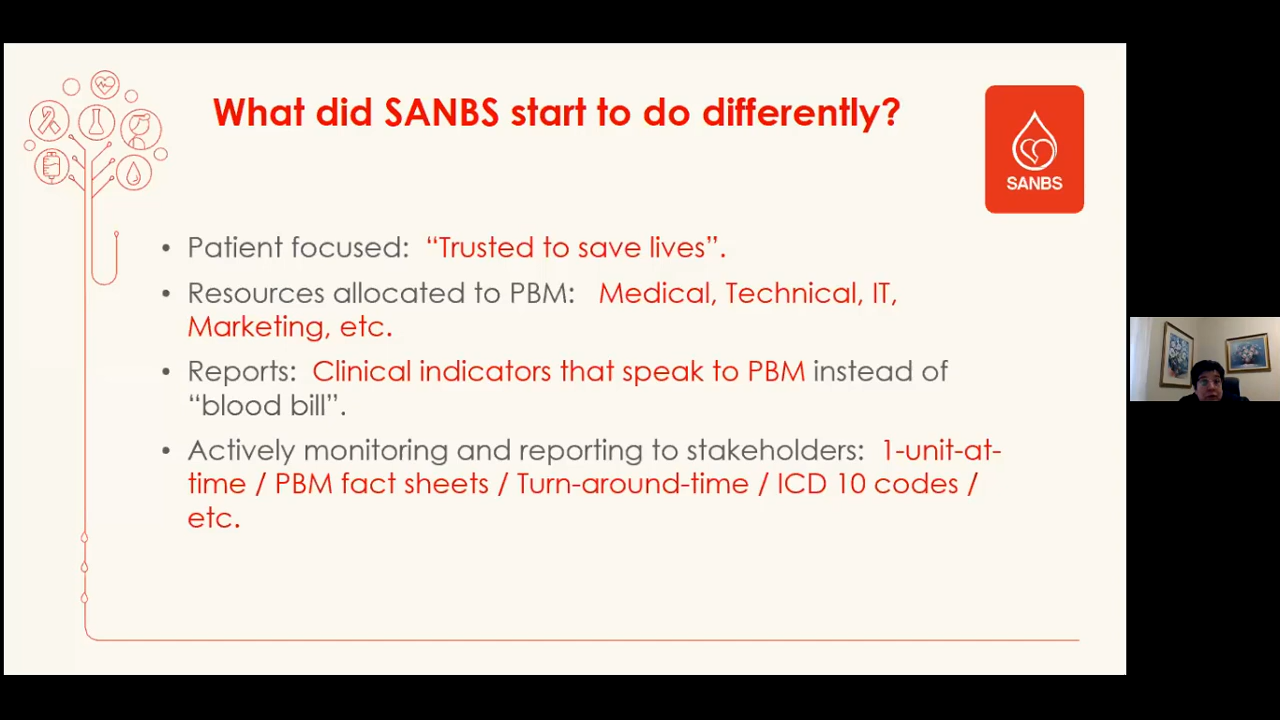 What did SANBS start to do differently?
SANBS
• Patient focused: “Trusted to save lives”.
• Resources allocated to PBM: Medical, Technical, IT,
Marketing, etc.
• Reports: Clinical indicators that speak to PBM instead of
“blood bill”.
• Actively monitoring and reporting to stakeholders: 1-unit-at-
time / PBM fact sheets / Turn-around-time / ICD 10 codes /
etc.